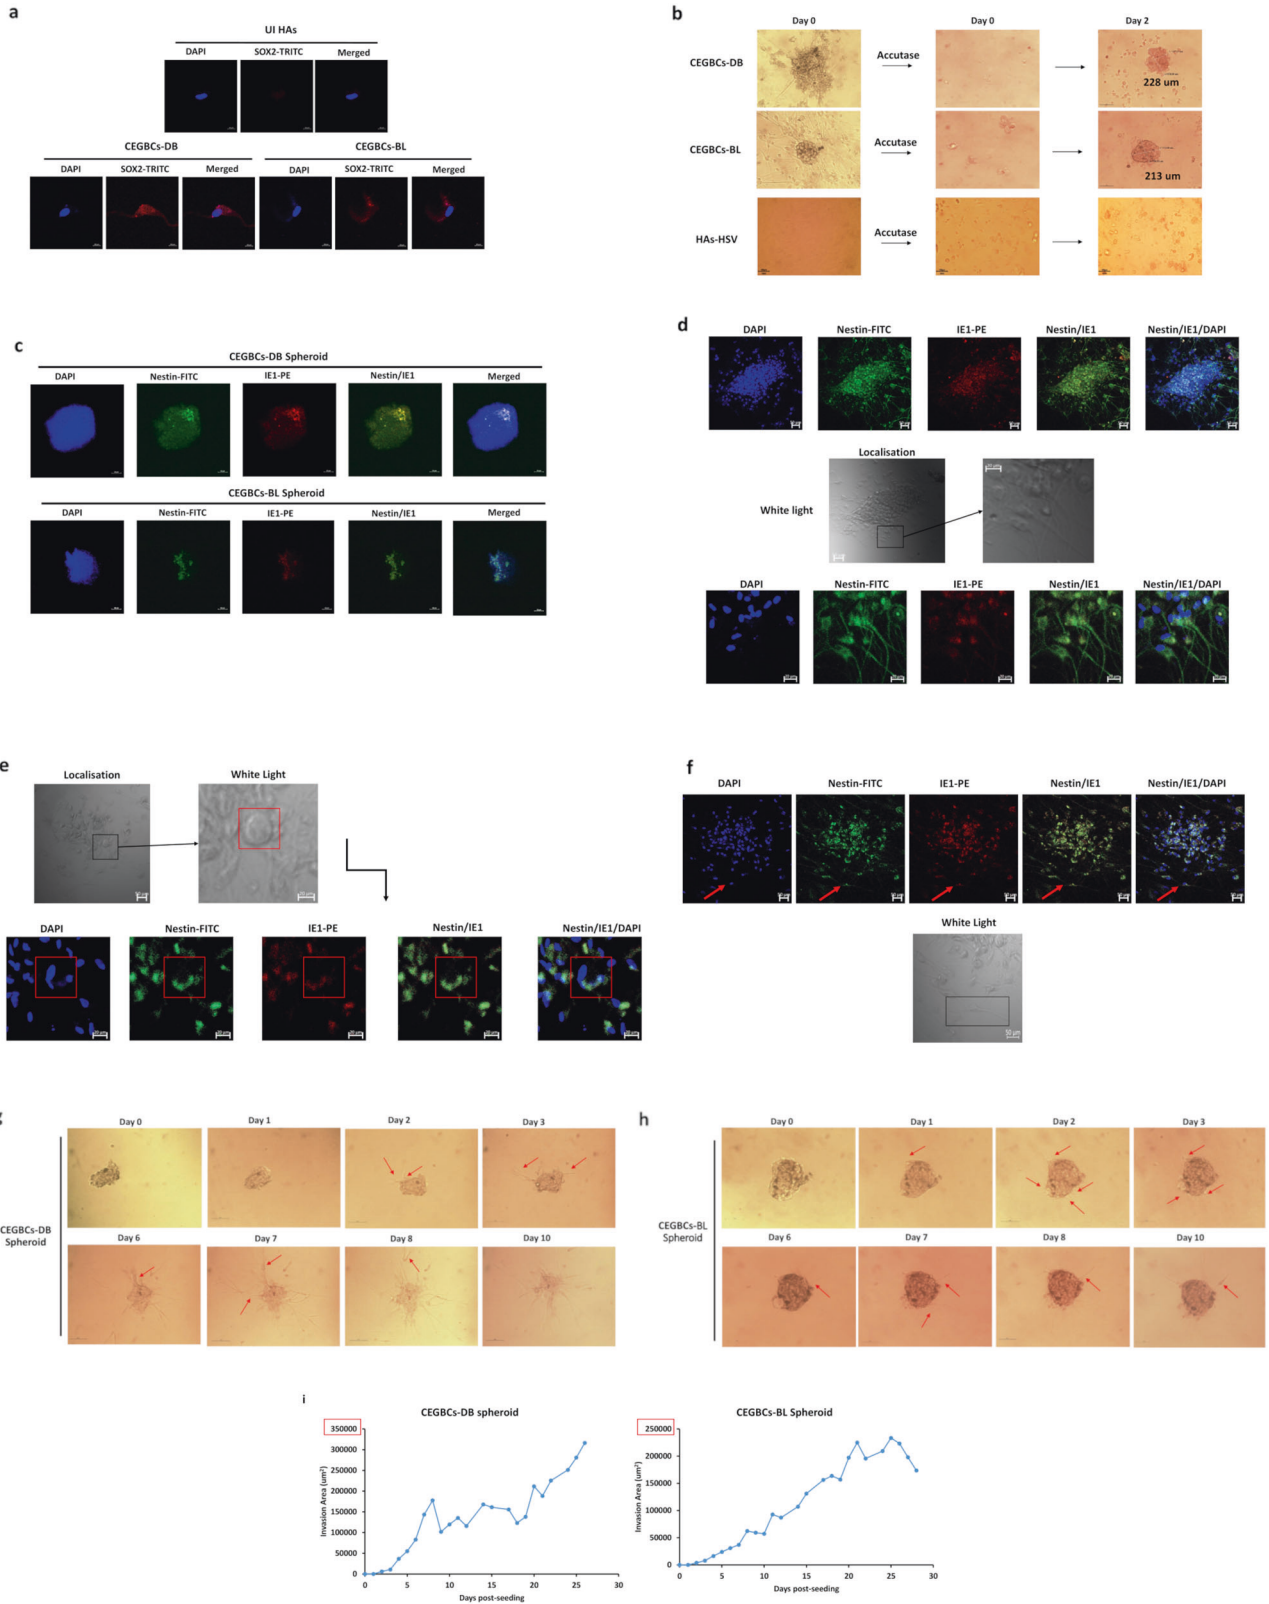 a
UI HAs
DAPI SOX2-TRITC Merged
CEGBCs-DB CEGBCs-BL
DAPI SOX2-TRITC Merged DAPI SOX2-TRITC Merged
b
Day 0 Day 0 Day 2
CEGBCs-DB Accutase
228 um
CEGBCs-BL Accutase
213 um
HAs-HSV Accutase
c
CEGBCs-DB Spheroid
DAPI Nestin-FITC IE1-PE Nestin/IE1 Merged
CEGBCs-BL Spheroid
DAPI Nestin-FITC IE1-PE Nestin/IE1 Merged
d
DAPI Nestin-FITC IE1-PE Nestin/IE1 Nestin/IE1/DAPI
Localisation
White light
DAPI Nestin-FITC IE1-PE Nestin/IE1 Nestin/IE1/DAPI
e
Localisation White Light
DAPI Nestin-FITC IE1-PE Nestin/IE1 Nestin/IE1/DAPI
f
DAPI Nestin-FITC IE1-PE Nestin/IE1 Nestin/IE1/DAPI
White Light
50 µm
g
Day 0 Day 1 Day 2 Day 3
CEGBCs-DB
Spheroid
Day 6 Day 7 Day 8 Day 10
h
Day 0 Day 1 Day 2 Day 3
CEGBCs-BL
Spheroid
Day 6 Day 7 Day 8 Day 10
i
CEGBCs-DB spheroid
Invasion Area (um²)
350000
300000
250000
200000
150000
100000
50000
0
0 5 10 15 20 25 30
Days post-seeding
CEGBCs-BL Spheroid
Invasion Area (um²)
250000
200000
150000
100000
50000
0
0 5 10 15 20 25 30
Days post-seeding